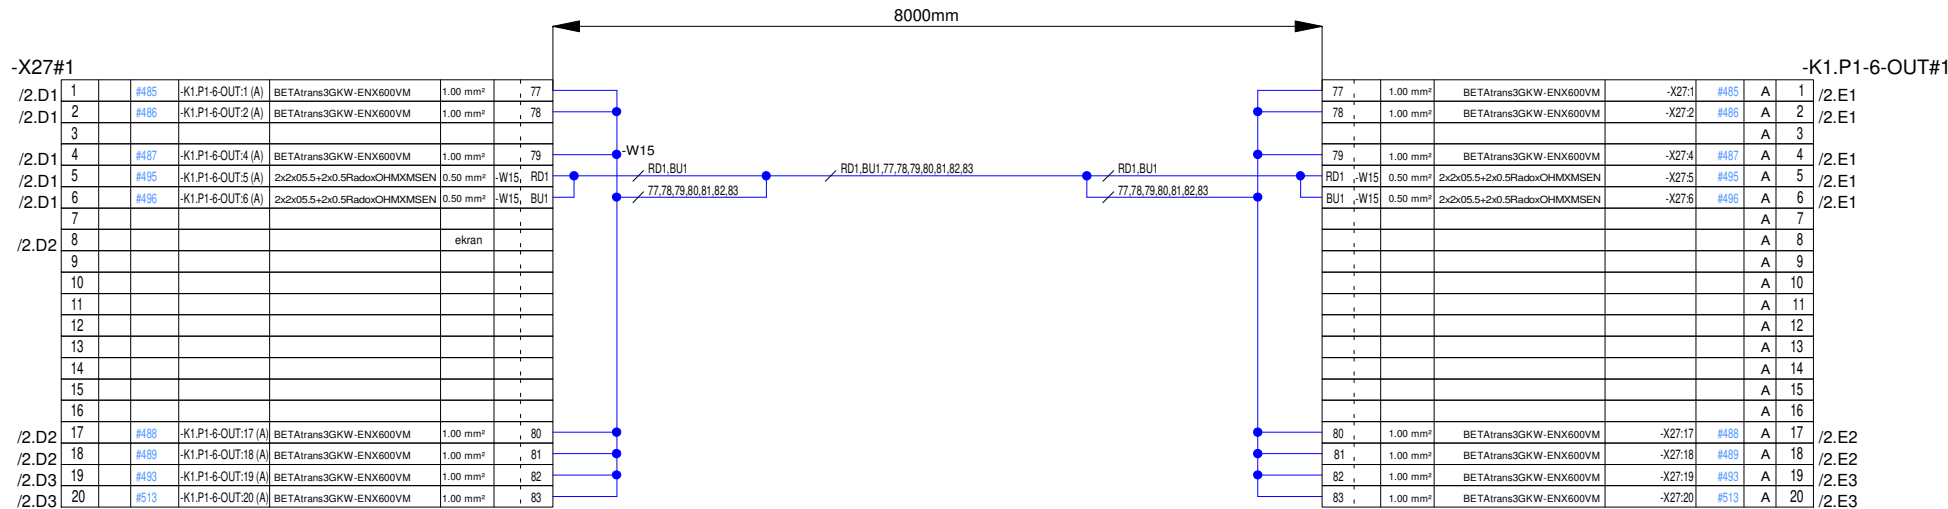 8000mm
-X27#1 -K1.P1-6-OUT#1
/2.D1 1 #485 -K1.P1-6-OUT:1 (A) BETAtrans3GKW-ENX600VM 1.00 mm² 77 77 1.00 mm² BETAtrans3GKW-ENX600VM -X27:1 #485 A 1 /2.E1
/2.D1 2 #486 -K1.P1-6-OUT:2 (A) BETAtrans3GKW-ENX600VM 1.00 mm² 78 78 1.00 mm² BETAtrans3GKW-ENX600VM -X27:2 #486 A 2 /2.E1
3 A 3
/2.D1 4 #487 -K1.P1-6-OUT:4 (A) BETAtrans3GKW-ENX600VM 1.00 mm² 79 -W15 79 1.00 mm² BETAtrans3GKW-ENX600VM -X27:4 #487 A 4 /2.E1
/2.D1 5 #495 -K1.P1-6-OUT:5 (A) 2x2x05.5+2x0.5RadoxOHMXMSEN 0.50 mm² -W15 RD1 RD1,BU1 RD1,BU1,77,78,79,80,81,82,83 RD1,BU1 RD1 -W15 0.50 mm² 2x2x05.5+2x0.5RadoxOHMXMSEN -X27:5 #495 A 5 /2.E1
/2.D1 6 #496 -K1.P1-6-OUT:6 (A) 2x2x05.5+2x0.5RadoxOHMXMSEN 0.50 mm² -W15 BU1 77,78,79,80,81,82,83 77,78,79,80,81,82,83 BU1 -W15 0.50 mm² 2x2x05.5+2x0.5RadoxOHMXMSEN -X27:6 #496 A 6 /2.E1
7 A 7
/2.D2 8 ekran A 8
9 A 9
10 A 10
11 A 11
12 A 12
13 A 13
14 A 14
15 A 15
16 A 16
/2.D2 17 #488 -K1.P1-6-OUT:17 (A) BETAtrans3GKW-ENX600VM 1.00 mm² 80 80 1.00 mm² BETAtrans3GKW-ENX600VM -X27:17 #488 A 17 /2.E2
/2.D2 18 #489 -K1.P1-6-OUT:18 (A) BETAtrans3GKW-ENX600VM 1.00 mm² 81 81 1.00 mm² BETAtrans3GKW-ENX600VM -X27:18 #489 A 18 /2.E2
/2.D3 19 #493 -K1.P1-6-OUT:19 (A) BETAtrans3GKW-ENX600VM 1.00 mm² 82 82 1.00 mm² BETAtrans3GKW-ENX600VM -X27:19 #493 A 19 /2.E3
/2.D3 20 #513 -K1.P1-6-OUT:20 (A) BETAtrans3GKW-ENX600VM 1.00 mm² 83 83 1.00 mm² BETAtrans3GKW-ENX600VM -X27:20 #513 A 20 /2.E3